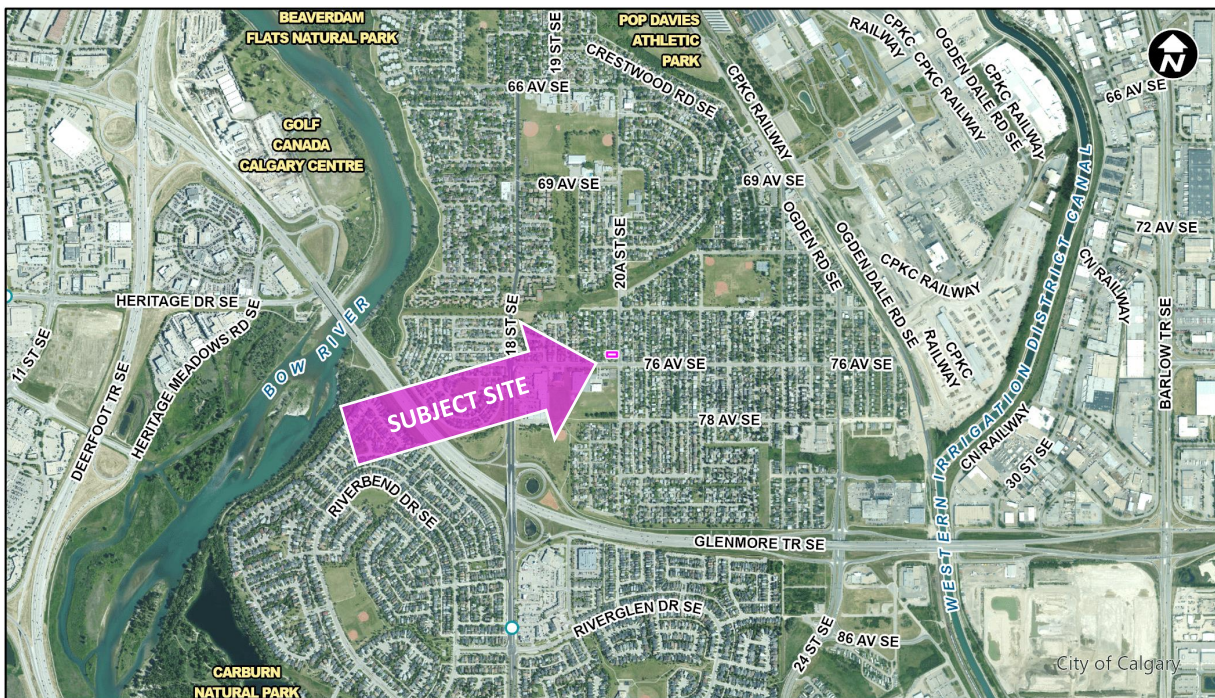 BEAVERDAM
FLATS NATURAL PARK
19 ST SE
POP DAVIES
ATHLETIC
PARK
CPKC RAILWAY
RAILWAY
CPKC RAILWAY
OGDEN DALE RD SE
CPKC RAILWAY
N
66 AV SE
CRESTWOOD RD SE
66 AV SE
CPKC RAILWAY
GOLF
CANADA
CALGARY CENTRE
69 AV SE
69 AV SE
20A ST SE
OGDEN RD SE
OGDEN DALE RD SE
CPKC RAILWAY
72 AV SE
CN RAILWAY
WESTERN IRRIGATION DISTRICT CANAL
HERITAGE DR SE
HERITAGE MEADOWS RD SE
11 ST SE
BOW RIVER
18 ST SE
DEERFOOT TR SE
SUBJECT SITE
76 AV SE
76 AV SE
CPKC
RAILWAY
BARLOW TR SE
78 AV SE
CN RAILWAY
30 ST SE
RIVERBEND DR SE
GLENMORE TR SE
RIVERGLEN DR SE
24 ST SE
86 AV SE
CARBURN
NATURAL PARK
City of Calgary